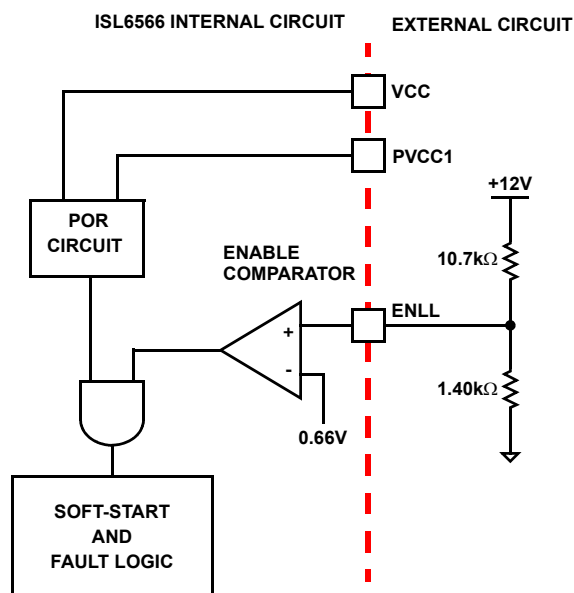 ISL6566 INTERNAL CIRCUIT
EXTERNAL CIRCUIT
VCC
PVCC1
+12V
POR
CIRCUIT
10.7kΩ
ENABLE
COMPARATOR
ENLL
+
-
1.40kΩ
0.66V
SOFT-START
AND
FAULT LOGIC